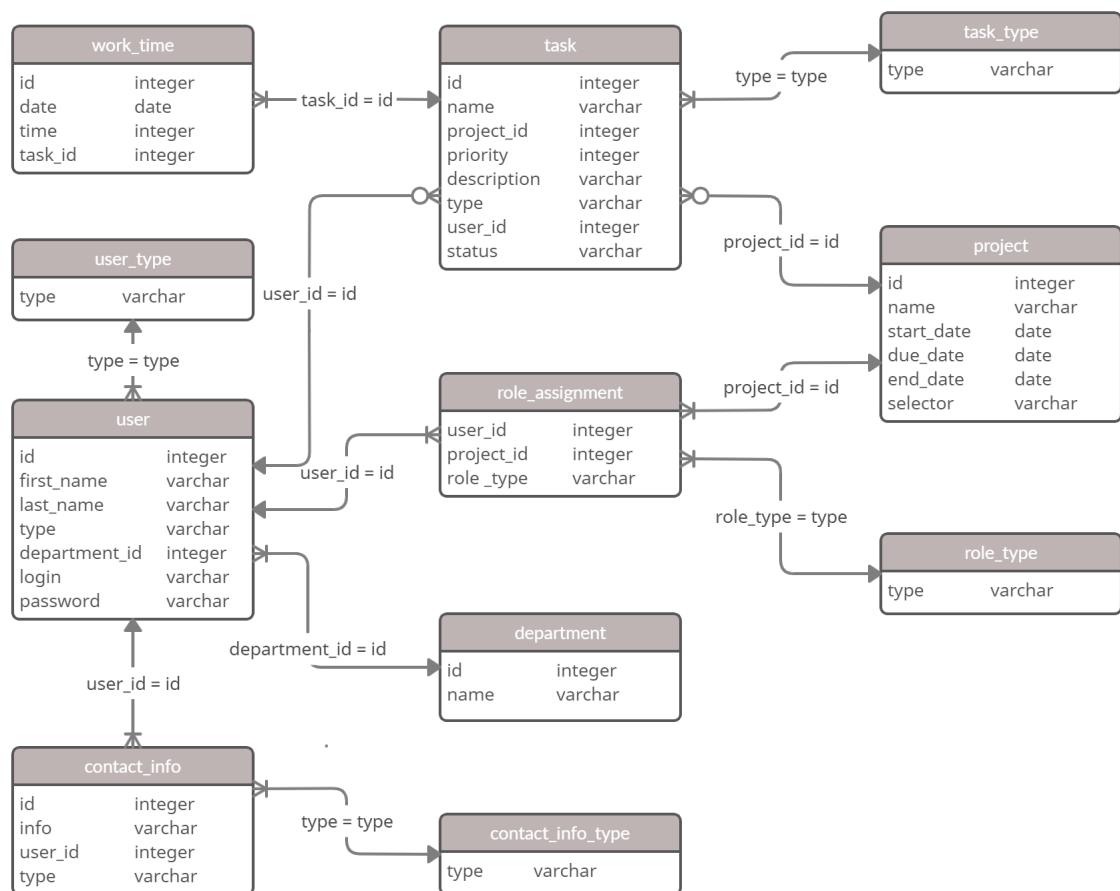 work_time
id integer
date date
time integer
task_id integer
task_id = id
task
id integer
name varchar
project_id integer
priority integer
description varchar
type varchar
user_id integer
status varchar
type = type
task_type
type varchar
user_type
type varchar
user_id = id
project_id = id
project
id integer
name varchar
start_date date
due_date date
end_date date
selector varchar
type = type
user
id integer
first_name varchar
last_name varchar
type varchar
department_id integer
login varchar
password varchar
user_id = id
role_assignment
user_id integer
project_id integer
role _type varchar
project_id = id
role_type = type
role_type
type varchar
department_id = id
department
id integer
name varchar
user_id = id
contact_info
id integer
info varchar
user_id integer
type varchar
type = type
contact_info_type
type varchar